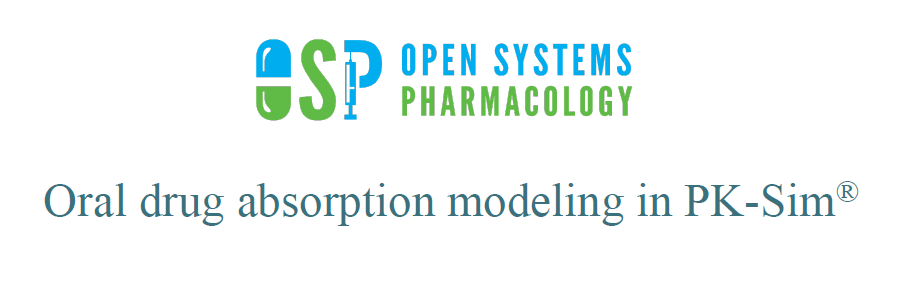 OSP OPEN SYSTEMS
PHARMACOLOGY
Oral drug absorption modeling in PK-Sim®